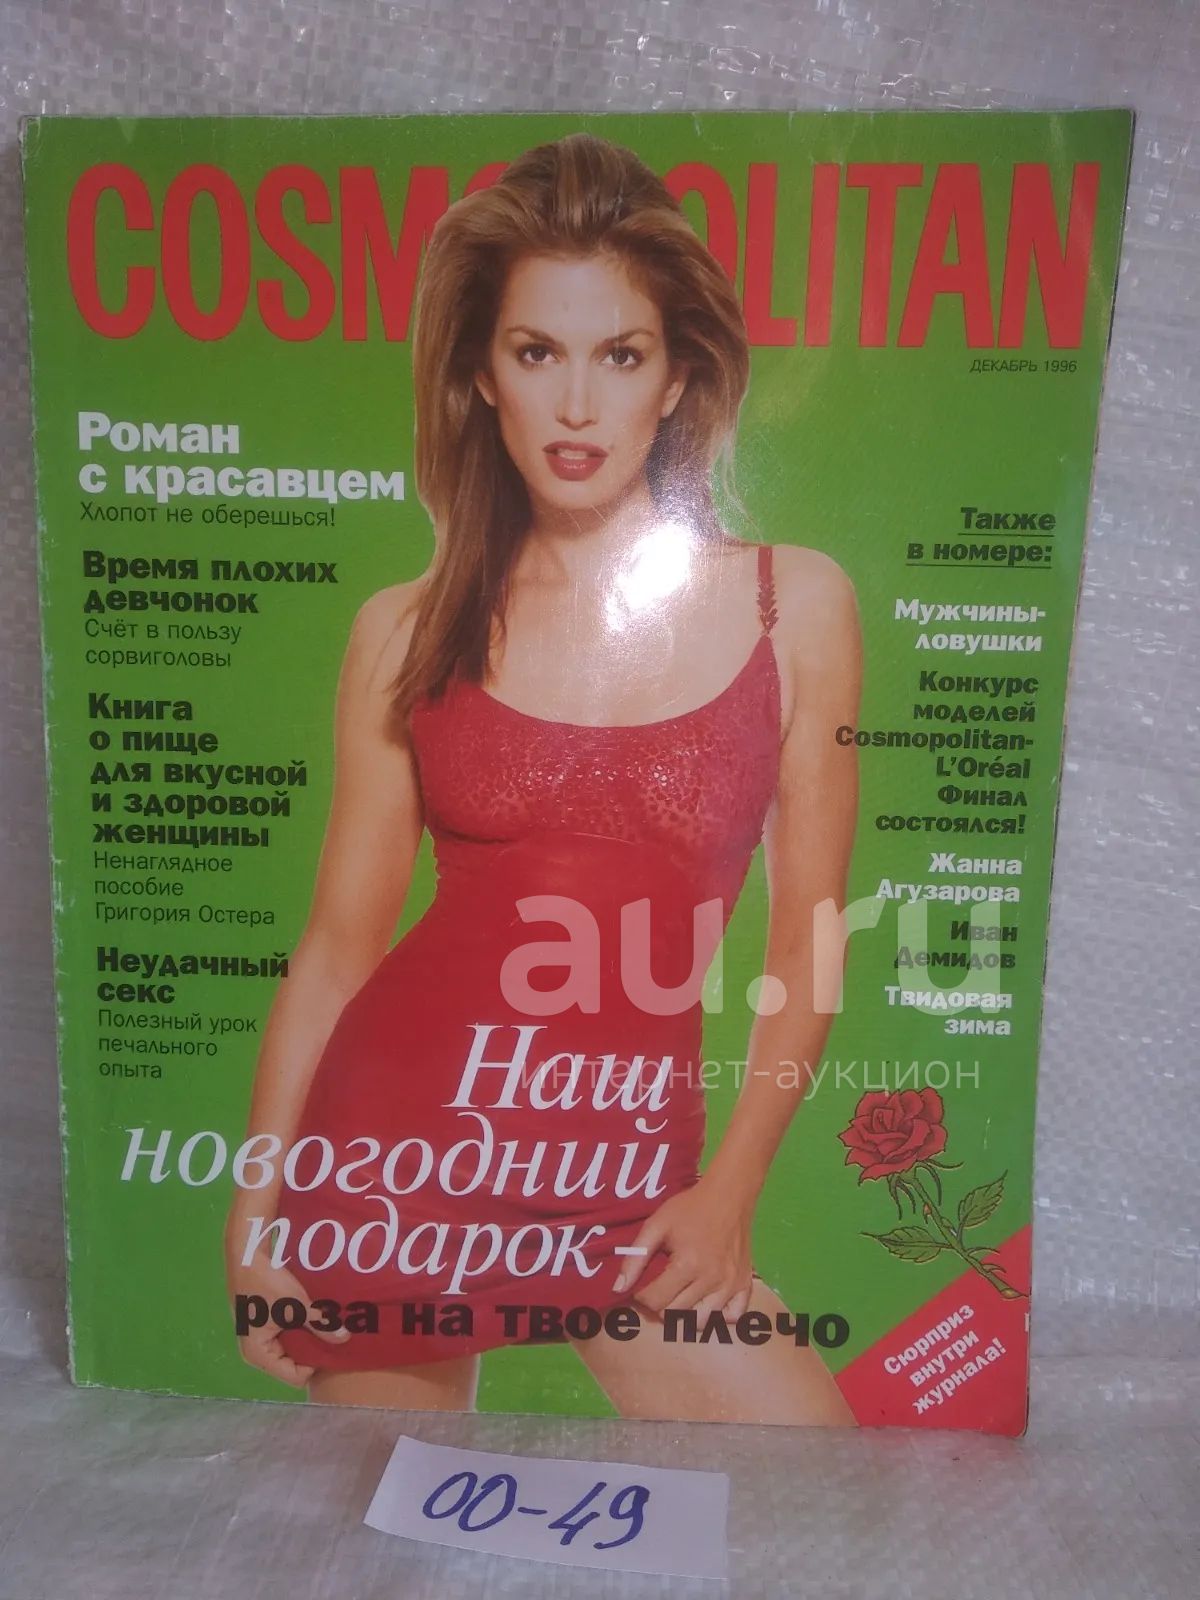 COSMOPOLITAN
ДЕКАБРЬ 1996
Роман
с красавцем
Хлопот не оберешься!
Время плохих
девчонок
Счёт в пользу
сорвиголовы
Книга
о пище
для вкусной
и здоровой
женщины
Ненаглядное
пособие
Григория Остера
Неудачный
секс
Полезный урок
печального
опыта
Также
в номере:
Мужчины-
ловушки
Конкурс
моделей
Cosmopolitan-
L'Oréal
Финал
состоялся!
Жанна
Агузарова
Иван
Демидов
Твидовая
зима
au.ru
интернет-аукцион
Наш
новогодний
подарок –
роза на твое плечо
Сюрприз
внутри
журнала!
00-49